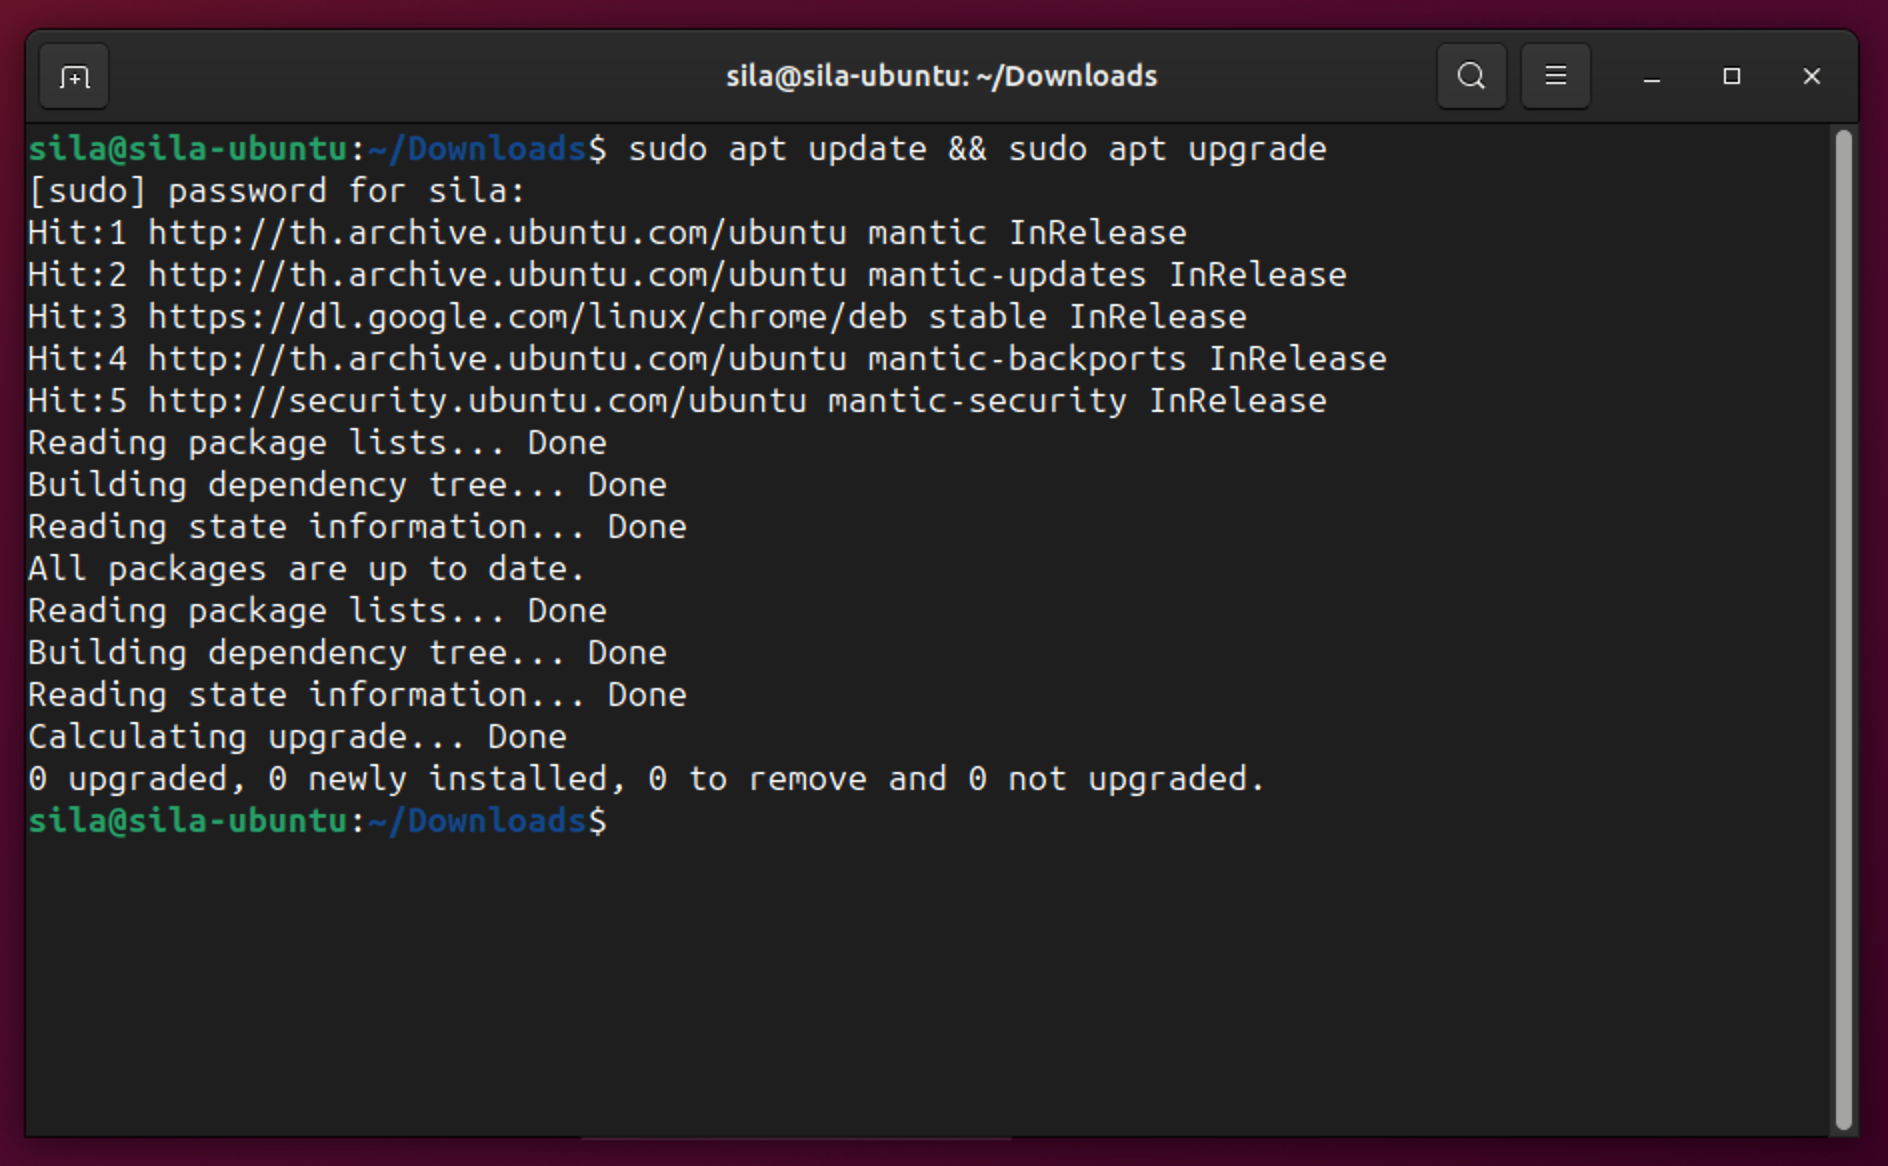 sila@sila-ubuntu: ~/Downloads
sila@sila-ubuntu:~/Downloads$ sudo apt update && sudo apt upgrade
[sudo] password for sila:
Hit:1 http://th.archive.ubuntu.com/ubuntu mantic InRelease
Hit:2 http://th.archive.ubuntu.com/ubuntu mantic-updates InRelease
Hit:3 https://dl.google.com/linux/chrome/deb stable InRelease
Hit:4 http://th.archive.ubuntu.com/ubuntu mantic-backports InRelease
Hit:5 http://security.ubuntu.com/ubuntu mantic-security InRelease
Reading package lists... Done
Building dependency tree... Done
Reading state information... Done
All packages are up to date.
Reading package lists... Done
Building dependency tree... Done
Reading state information... Done
Calculating upgrade... Done
0 upgraded, 0 newly installed, 0 to remove and 0 not upgraded.
sila@sila-ubuntu:~/Downloads$